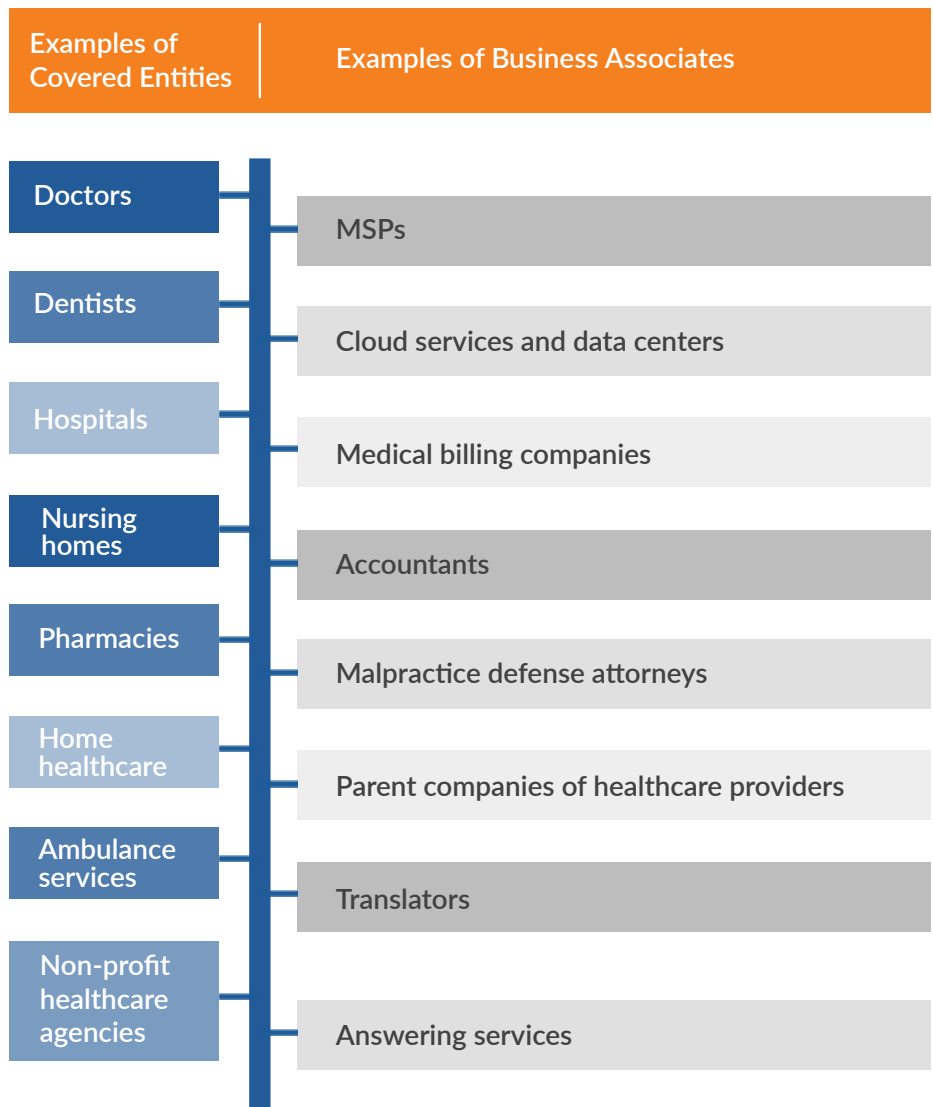 Examples of
Covered Entities
Examples of Business Associates
Doctors
Dentists
Hospitals
Nursing
homes
Pharmacies
Home
healthcare
Ambulance
services
Non-profit
healthcare
agencies
MSPs
Cloud services and data centers
Medical billing companies
Accountants
Malpractice defense attorneys
Parent companies of healthcare providers
Translators
Answering services